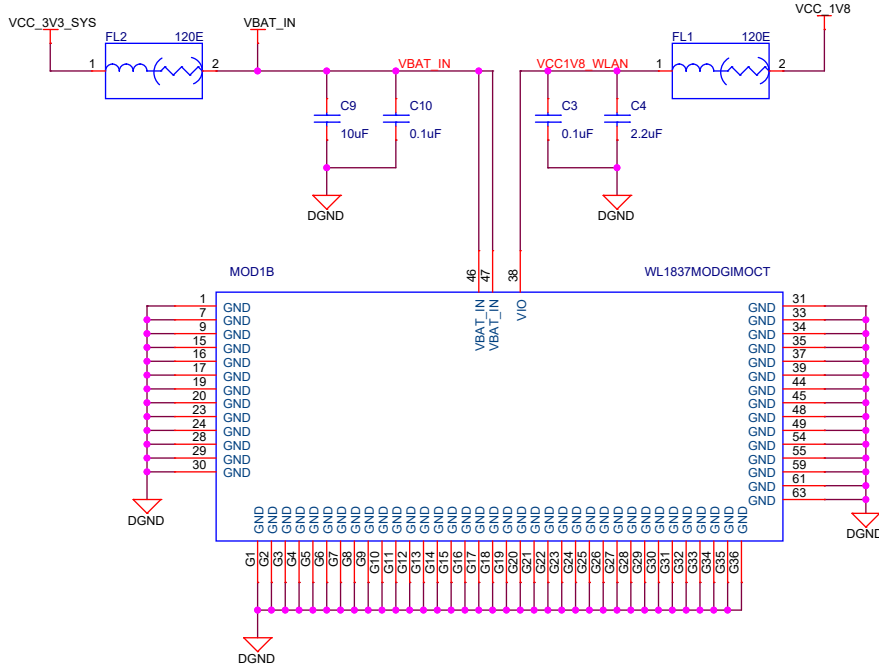 VCC_3V3_SYS
VBAT_IN
VCC_1V8
FL2 120E
FL1 120E
1 2
VBAT_IN
VCC1V8_WLAN
1 2
C9
10uF
C10
0.1uF
C3
0.1uF
C4
2.2uF
DGND
DGND
MOD1B
WL1837MODGIMOCT
46
47
38
VBAT_IN
VBAT_IN
VIO
1 GND
7 GND
9 GND
15 GND
16 GND
17 GND
19 GND
20 GND
23 GND
24 GND
28 GND
29 GND
30 GND
DGND
GND 31
GND 33
GND 34
GND 35
GND 37
GND 39
GND 44
GND 45
GND 48
GND 49
GND 54
GND 55
GND 59
GND 61
GND 63
DGND
GND GND GND GND GND GND GND GND GND GND GND GND GND GND GND GND GND GND GND GND GND GND GND GND GND GND GND GND GND GND GND GND GND GND GND GND
G1 G2 G3 G4 G5 G6 G7 G8 G9 G10 G11 G12 G13 G14 G15 G16 G17 G18 G19 G20 G21 G22 G23 G24 G25 G26 G27 G28 G29 G30 G31 G32 G33 G34 G35 G36
DGND